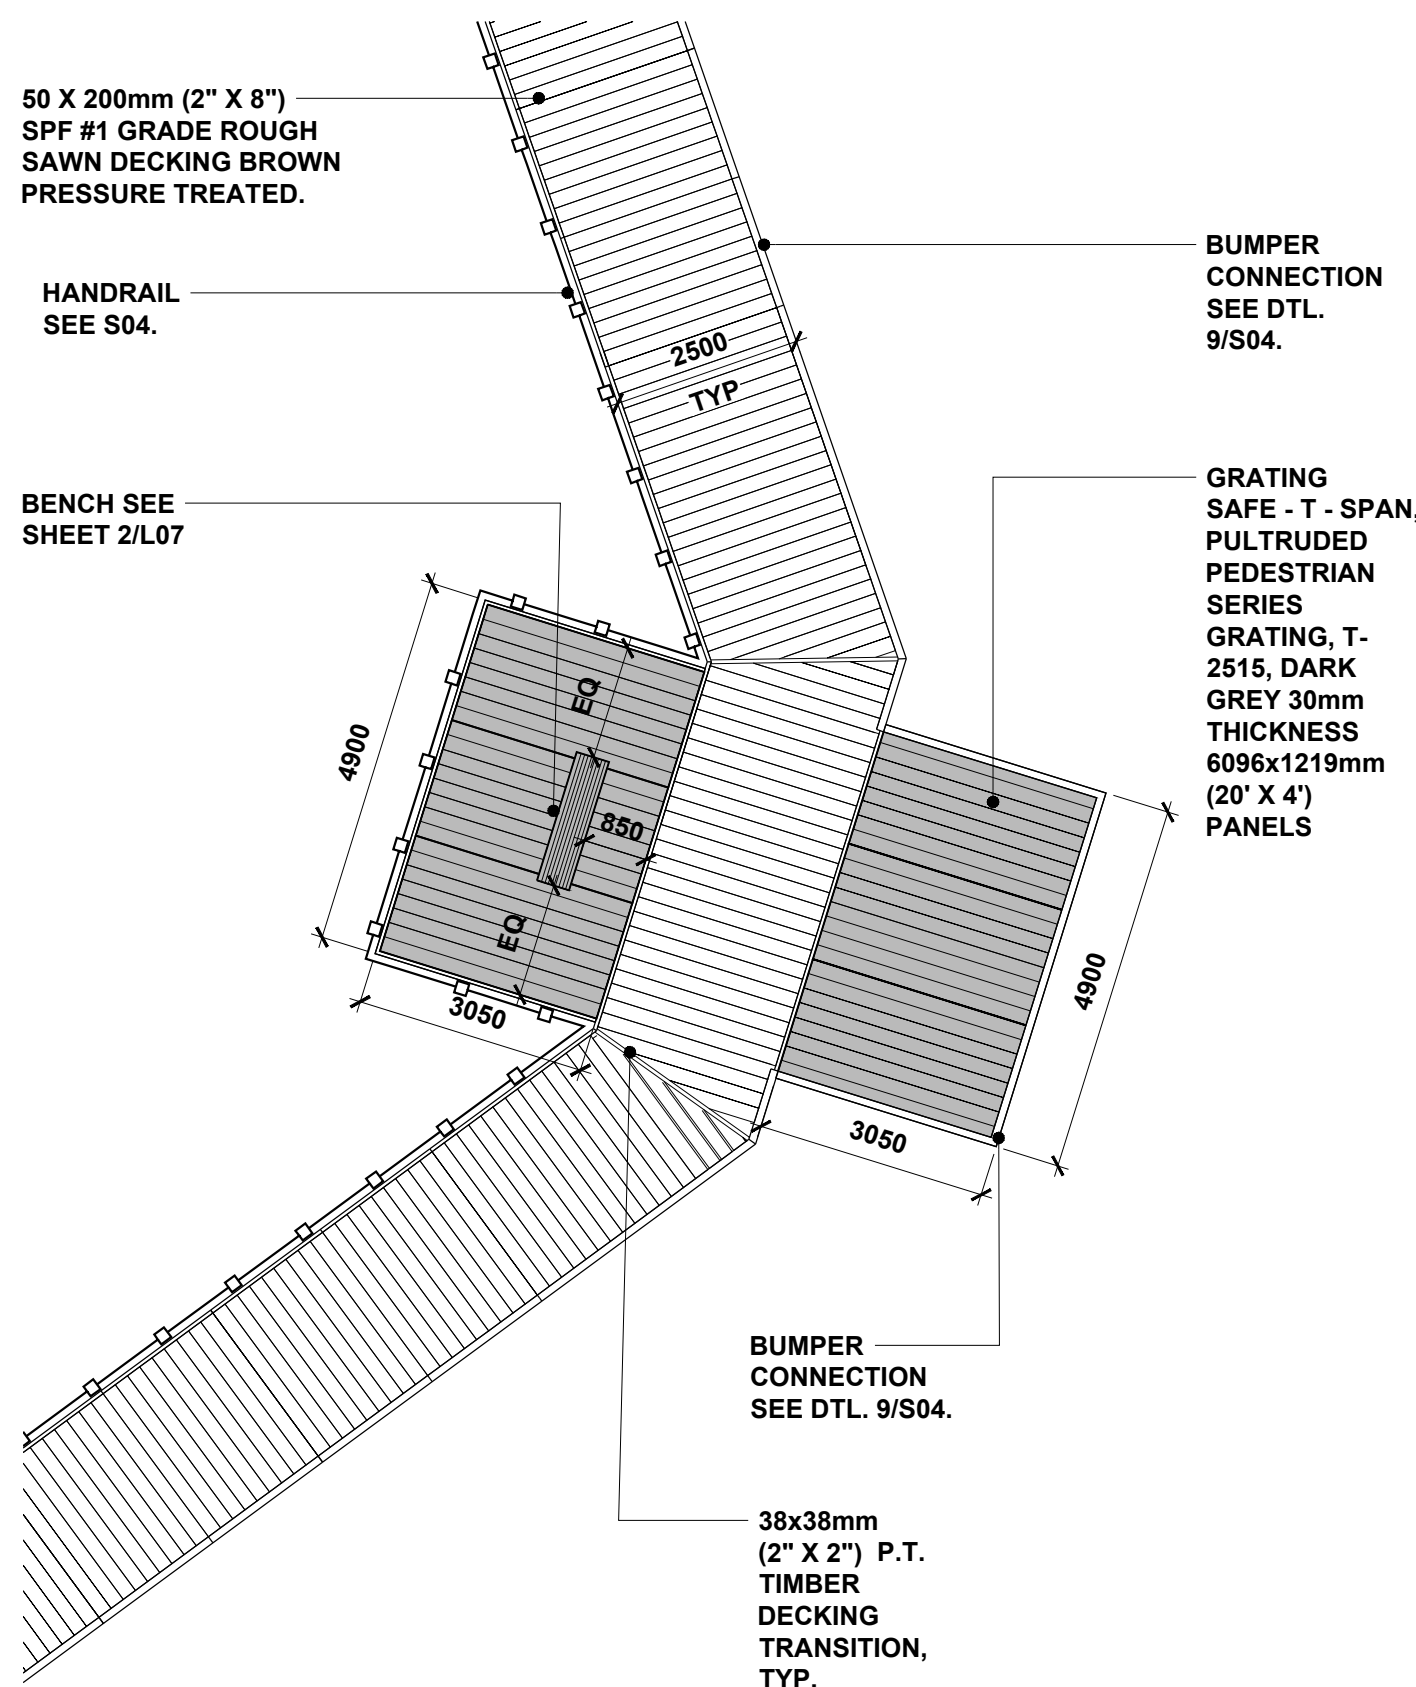 50 X 200mm (2" X 8")
SPF #1 GRADE ROUGH
SAWN DECKING BROWN
PRESSURE TREATED.
BUMPER
CONNECTION
SEE DTL.
9/S04.
HANDRAIL
SEE S04.
2500
TYP
BENCH SEE
SHEET 2/L07
GRATING
SAFE - T - SPAN,
PULTRUDED
PEDESTRIAN
SERIES
GRATING, T-
2515, DARK
GREY 30mm
THICKNESS
6096x1219mm
(20' X 4')
PANELS
EQ
4900
850
EQ
3050
4900
3050
BUMPER
CONNECTION
SEE DTL. 9/S04.
38x38mm
(2" X 2") P.T.
TIMBER
DECKING
TRANSITION,
TYP.